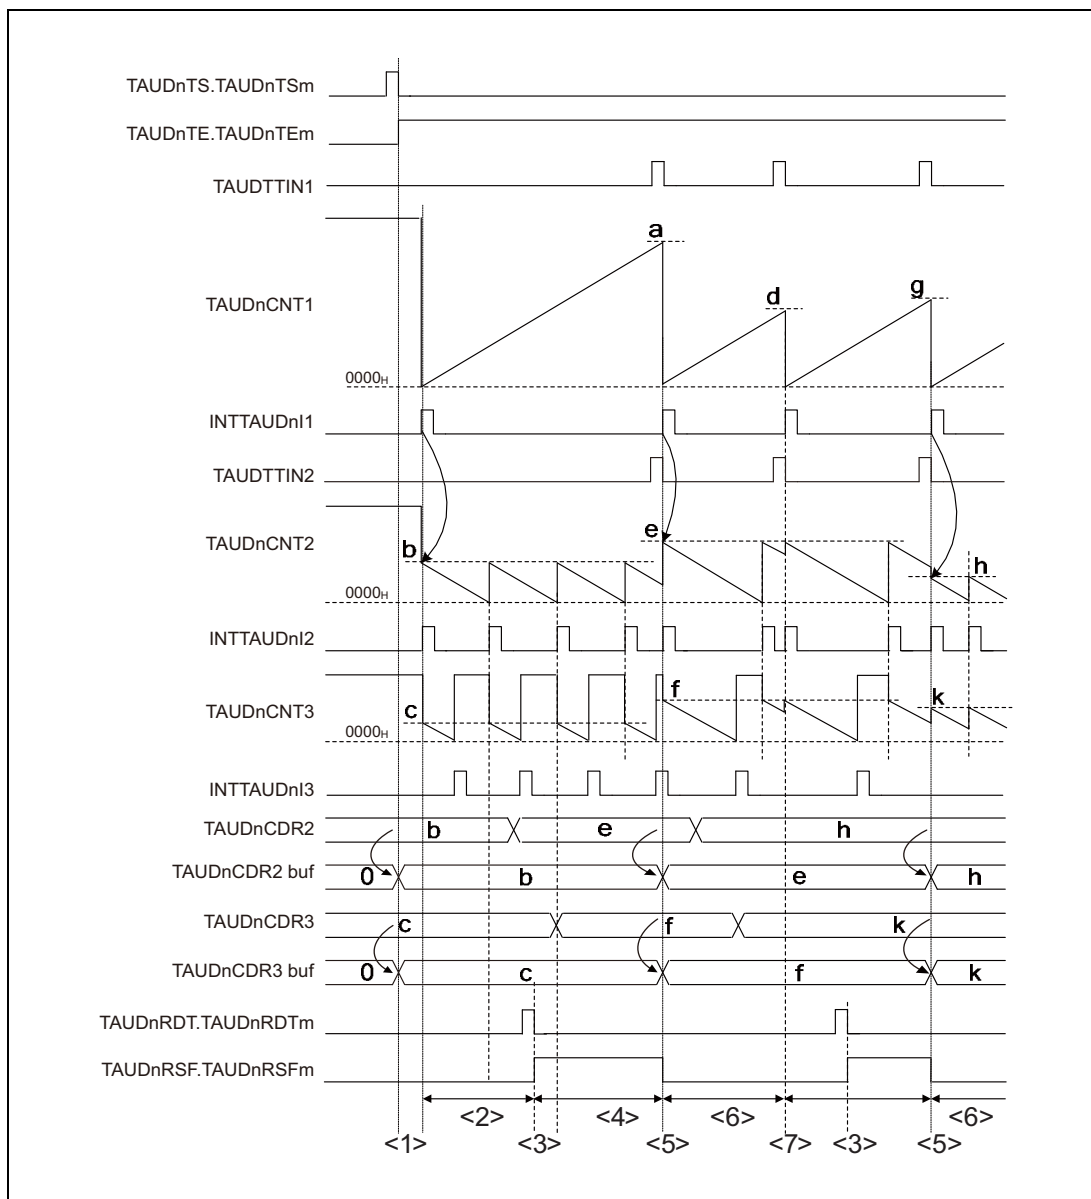 TAUDnTS.TAUDnTSm
TAUDnTE.TAUDnTEm
TAUDTTIN1
a
d
g
TAUDnCNT1
0000H
INTTAUDnI1
TAUDTTIN2
TAUDnCNT2
b
e
h
0000H
INTTAUDnI2
TAUDnCNT3
c
f
k
0000H
INTTAUDnI3
TAUDnCDR2
b
e
h
TAUDnCDR2 buf
0
b
e
h
TAUDnCDR3
c
f
k
TAUDnCDR3 buf
0
c
f
k
TAUDnRDT.TAUDnRDTm
TAUDnRSF.TAUDnRSFm
<2>
<4>
<6>
<6>
<1>
<3>
<5>
<7>
<3>
<5>